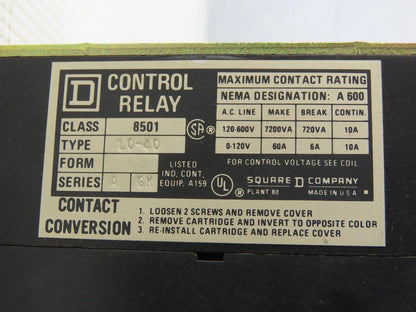 D CONTROL RELAY
CLASS 8501
TYPE LO-40
FORM
SERIES A GK
SA
LISTED IND. CONT. EQUIP. A159
UL
MAXIMUM CONTACT RATING
NEMA DESIGNATION: A 600
A.C. LINE MAKE BREAK CONTIN.
120-600V 7200VA 720VA 10A
0-120V 60A 6A 10A
FOR CONTROL VOLTAGE SEE COIL
SQUARE D COMPANY
PLANT 80 MADE IN U.S.A.
CONTACT CONVERSION
1. LOOSEN 2 SCREWS AND REMOVE COVER
2. REMOVE CARTRIDGE AND INVERT TO OPPOSITE COLOR
3. RE-INSTALL CARTRIDGE AND REPLACE COVER